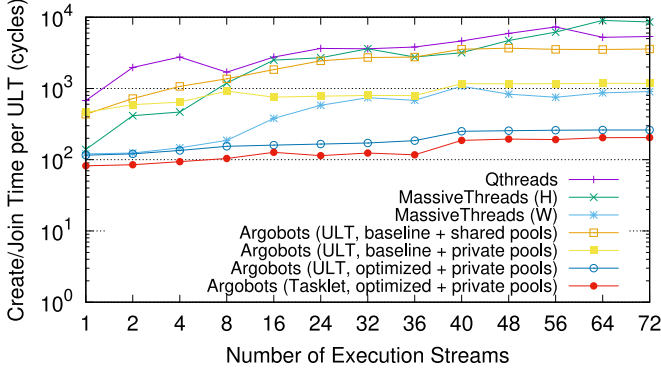 Create/Join Time per ULT (cycles)
10^4
10^3
10^2
10^1
10^0
Qthreads
MassiveThreads (H)
MassiveThreads (W)
Argobots (ULT, baseline + shared pools)
Argobots (ULT, baseline + private pools)
Argobots (ULT, optimized + private pools)
Argobots (Tasklet, optimized + private pools)
1 2 4 8 16 24 32 36 40 48 56 64 72
Number of Execution Streams